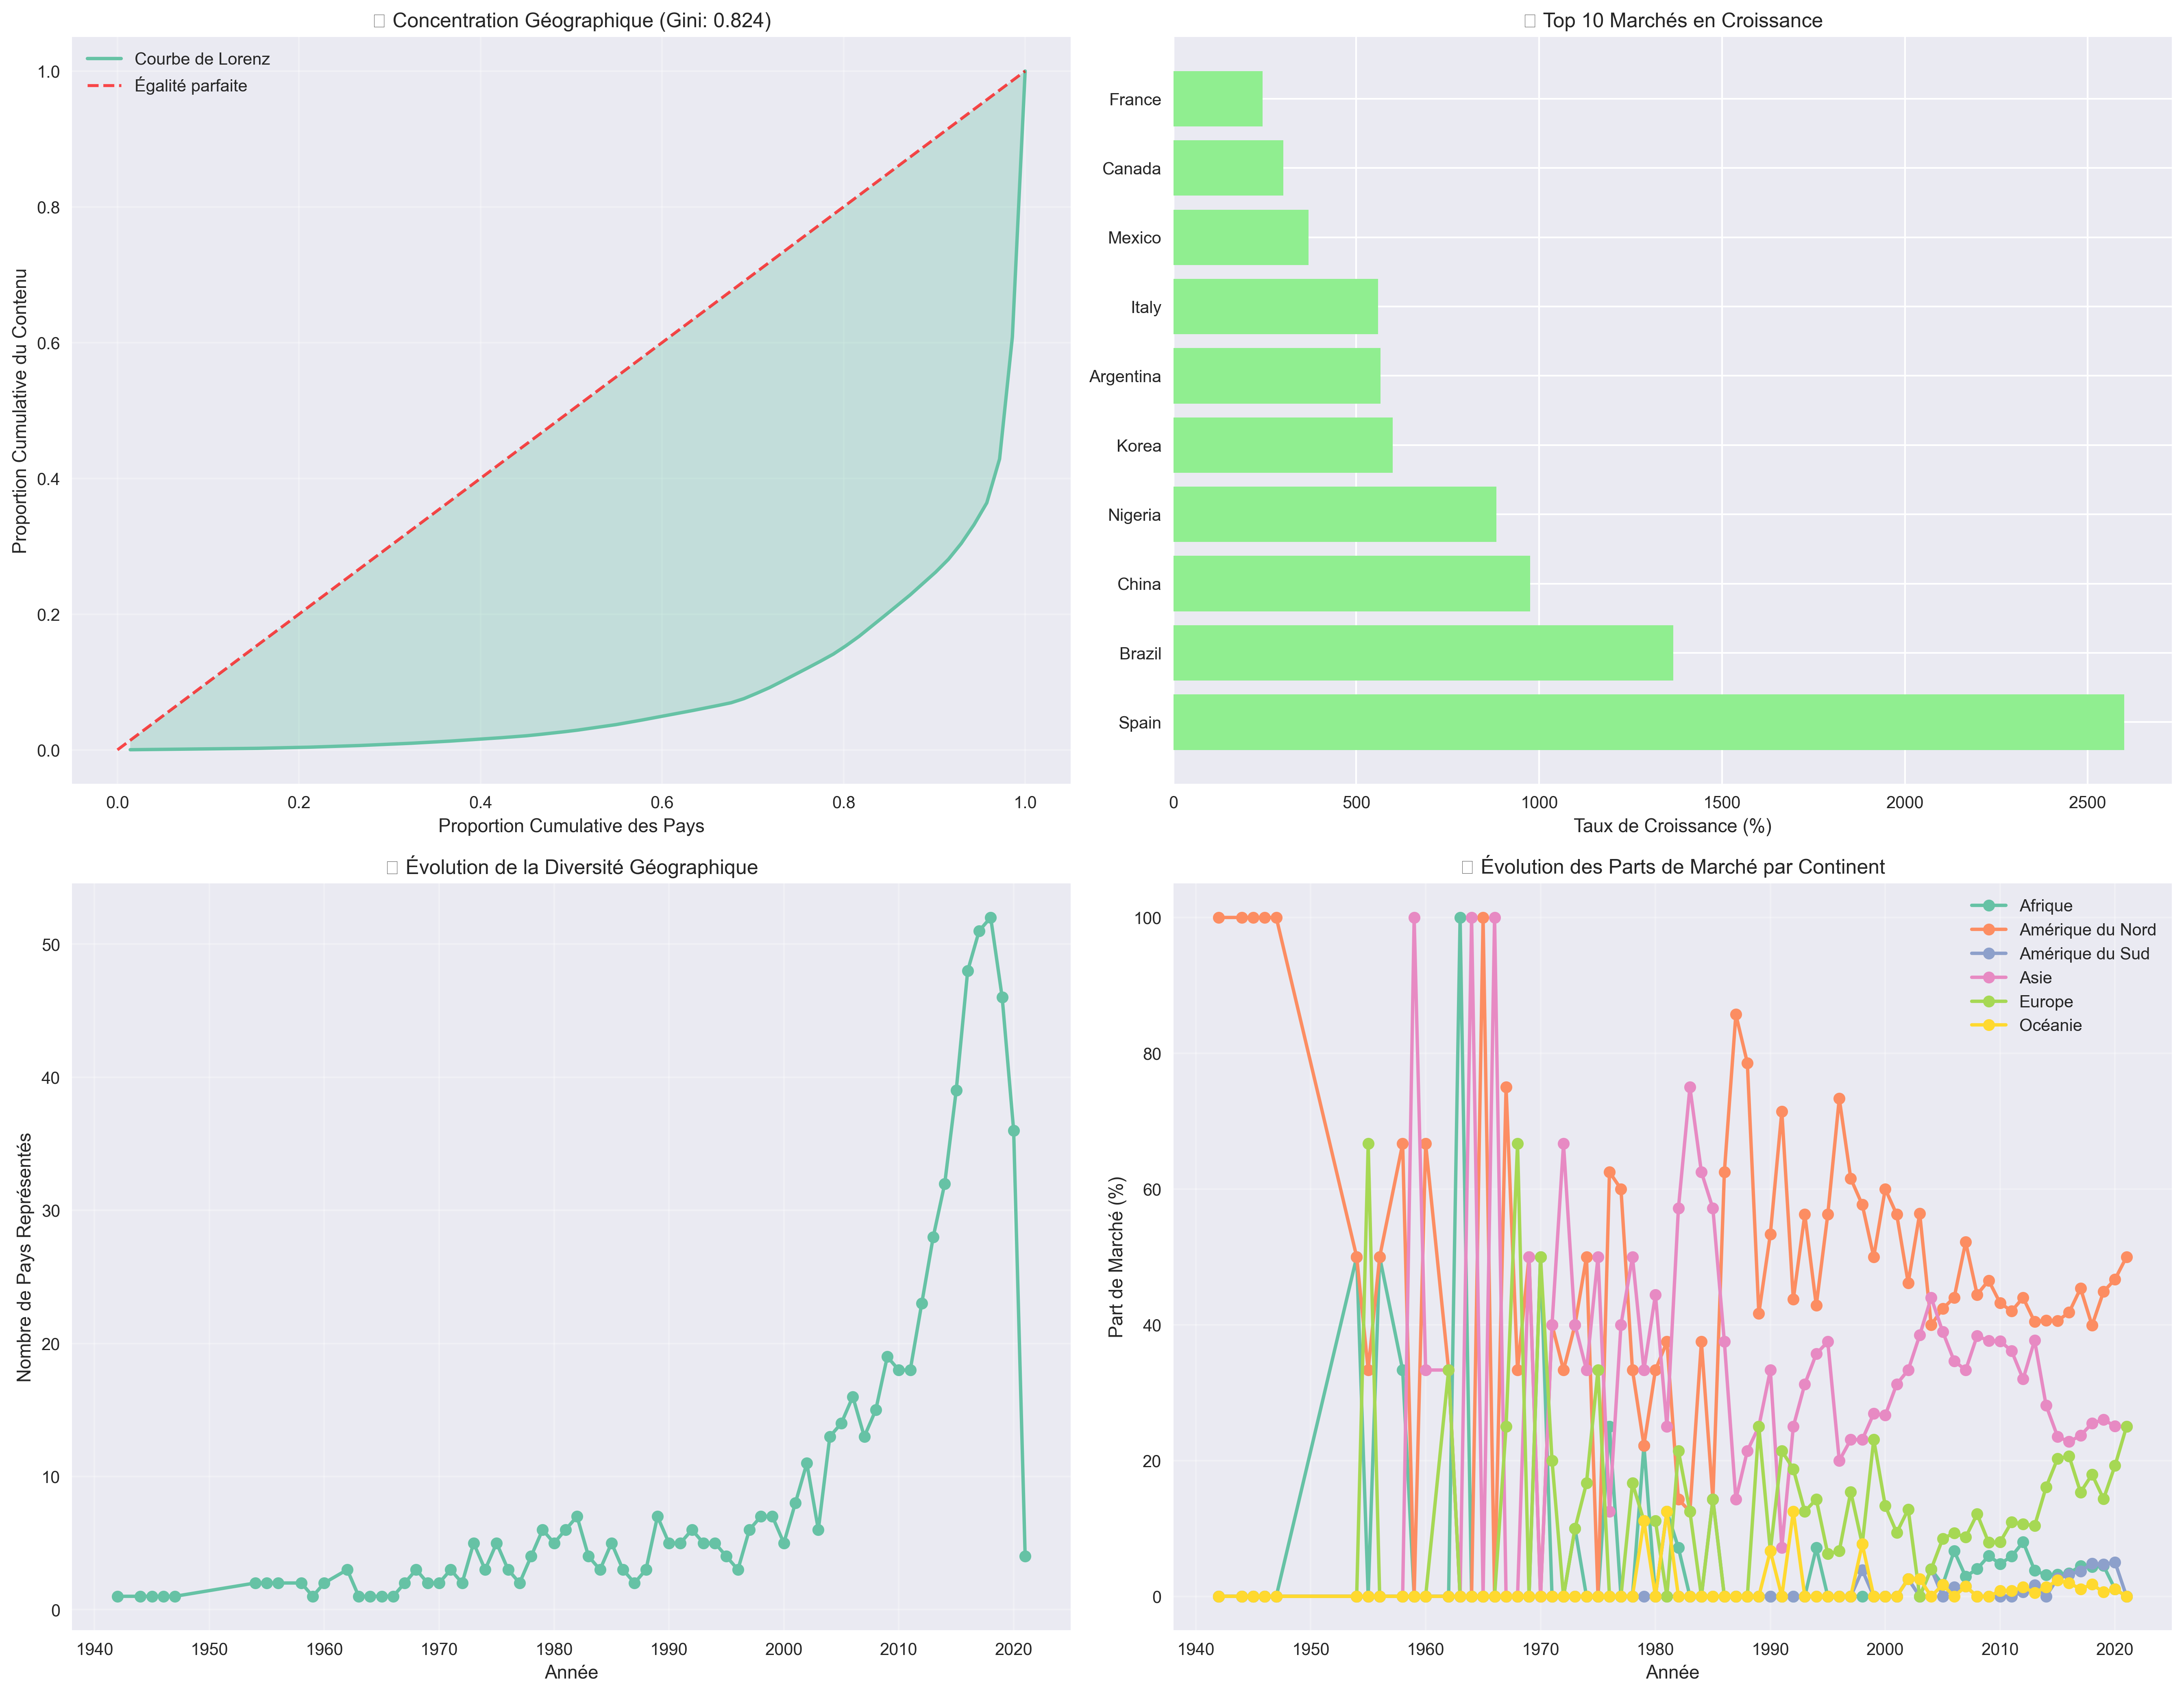 ▯ Concentration Géographique (Gini: 0.824)
Courbe de Lorenz
Égalité parfaite
1.0
0.8
0.6
0.4
0.2
0.0
Proportion Cumulative du Contenu
0.0 0.2 0.4 0.6 0.8 1.0
Proportion Cumulative des Pays
▯ Top 10 Marchés en Croissance
France
Canada
Mexico
Italy
Argentina
Korea
Nigeria
China
Brazil
Spain
0 500 1000 1500 2000 2500
Taux de Croissance (%)
▯ Évolution de la Diversité Géographique
50
40
30
20
10
0
Nombre de Pays Représentés
1940 1950 1960 1970 1980 1990 2000 2010 2020
Année
▯ Évolution des Parts de Marché par Continent
Afrique
Amérique du Nord
Amérique du Sud
Asie
Europe
Océanie
100
80
60
40
20
0
Part de Marché (%)
1940 1950 1960 1970 1980 1990 2000 2010 2020
Année